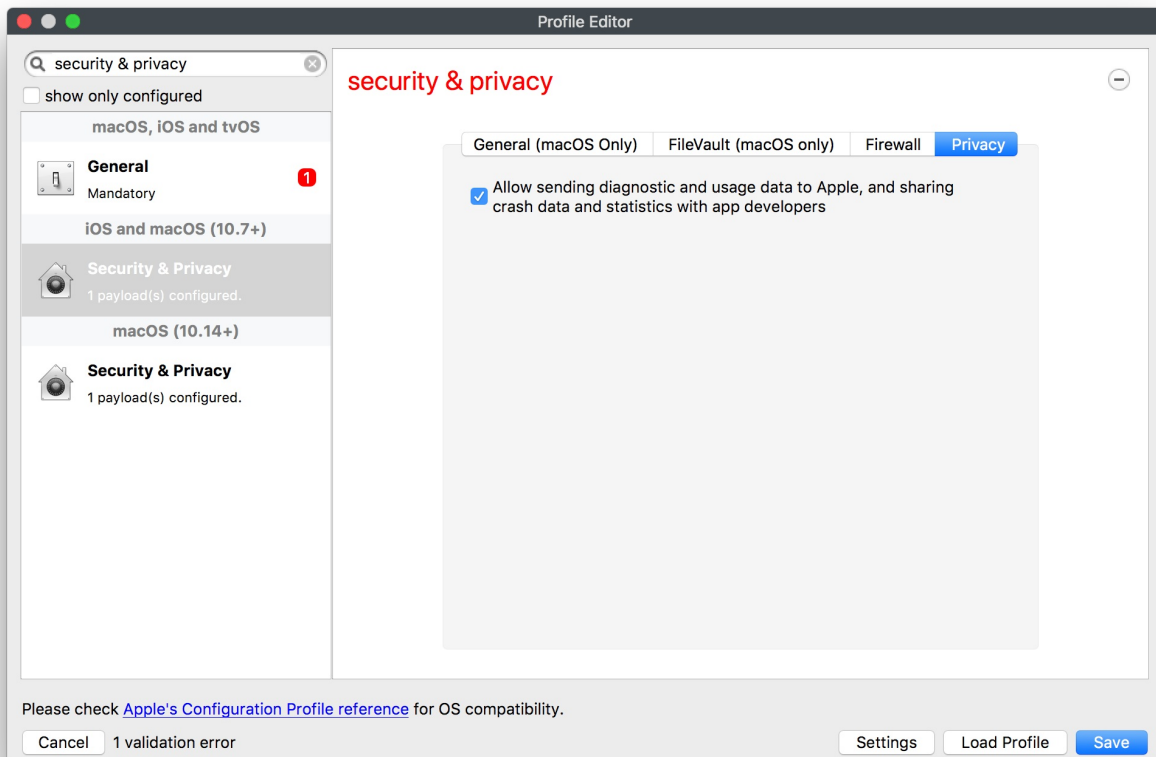 Profile Editor
security & privacy
show only configured
macOS, iOS and tvOS
General
Mandatory
1
iOS and macOS (10.7+)
Security & Privacy
1 payload(s) configured.
macOS (10.14+)
Security & Privacy
1 payload(s) configured.
security & privacy
General (macOS Only) FileVault (macOS only) Firewall Privacy
Allow sending diagnostic and usage data to Apple, and sharing
crash data and statistics with app developers
Please check Apple's Configuration Profile reference for OS compatibility.
Cancel 1 validation error Settings Load Profile Save